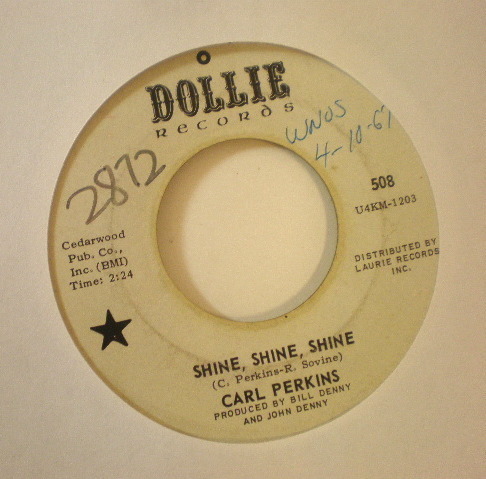 DOLLIE
RECORDS
WNOS
4-10-67
2872
508
U4KM-1203
Cedarwood
Pub. Co.,
Inc. (BMI)
Time: 2:24
DISTRIBUTED BY
LAURIE RECORDS
INC.
SHINE, SHINE, SHINE
(C. Perkins-R. Sovine)
CARL PERKINS
PRODUCED BY BILL DENNY
AND JOHN DENNY